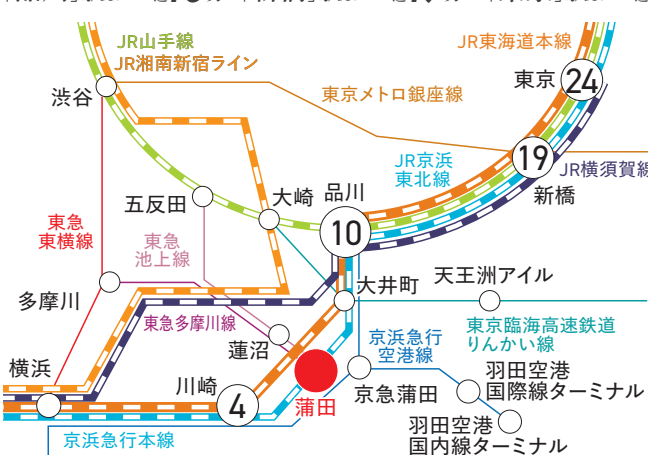 JR山手線
JR湘南新宿ライン
JR東海道本線
渋谷
東京メトロ銀座線
東京
24
19
JR京浜
東北線
JR横須賀線
新橋
五反田
大崎
品川
10
東急
東横線
東急
池上線
多摩川
大井町
天王洲アイル
東急多摩川線
蓮沼
東京臨海高速鉄道
りんかい線
京浜急行
空港線
横浜
川崎
4
蒲田
京急蒲田
羽田空港
国際線ターミナル
羽田空港
国内線ターミナル
京浜急行本線